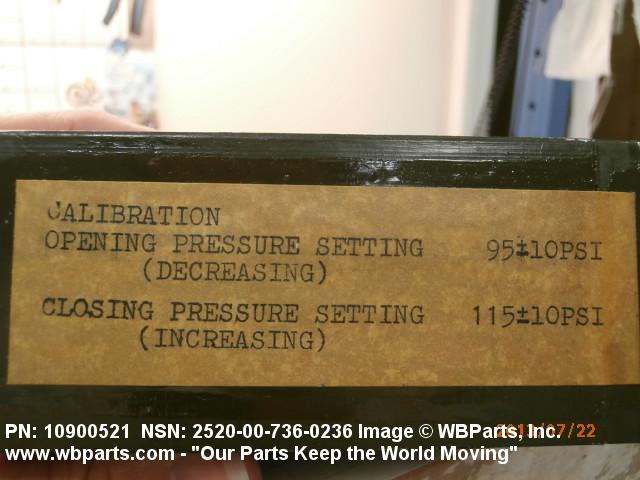 CALIBRATION
OPENING PRESSURE SETTING 95±10PSI
(DECREASING)
CLOSING PRESSURE SETTING 115±10PSI
(INCREASING)
PN: 10900521 NSN: 2520-00-736-0236 Image © WBParts, Inc.
www.wbparts.com - "Our Parts Keep the World Moving"